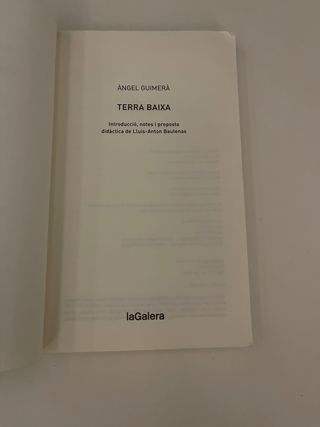 ÀNGEL GUIMERÀ
TERRA BAIXA
Introducció, notes i proposta
didàctica de Lluís-Anton Baulenas
laGalera